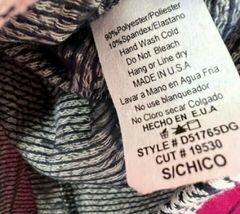 90%Polyester/Poliester
10%Spandex/Elastano
Hand Wash Cold
Do Not Bleach
Hang or Line dry
MADE IN U.S.A
Lavar a Mano en Agua Fria
No use blanqueador
No Cloro secar Colgado
HECHO EN E.U.A
STYLE # D51765DG
CUT # 19530
S/CHICO